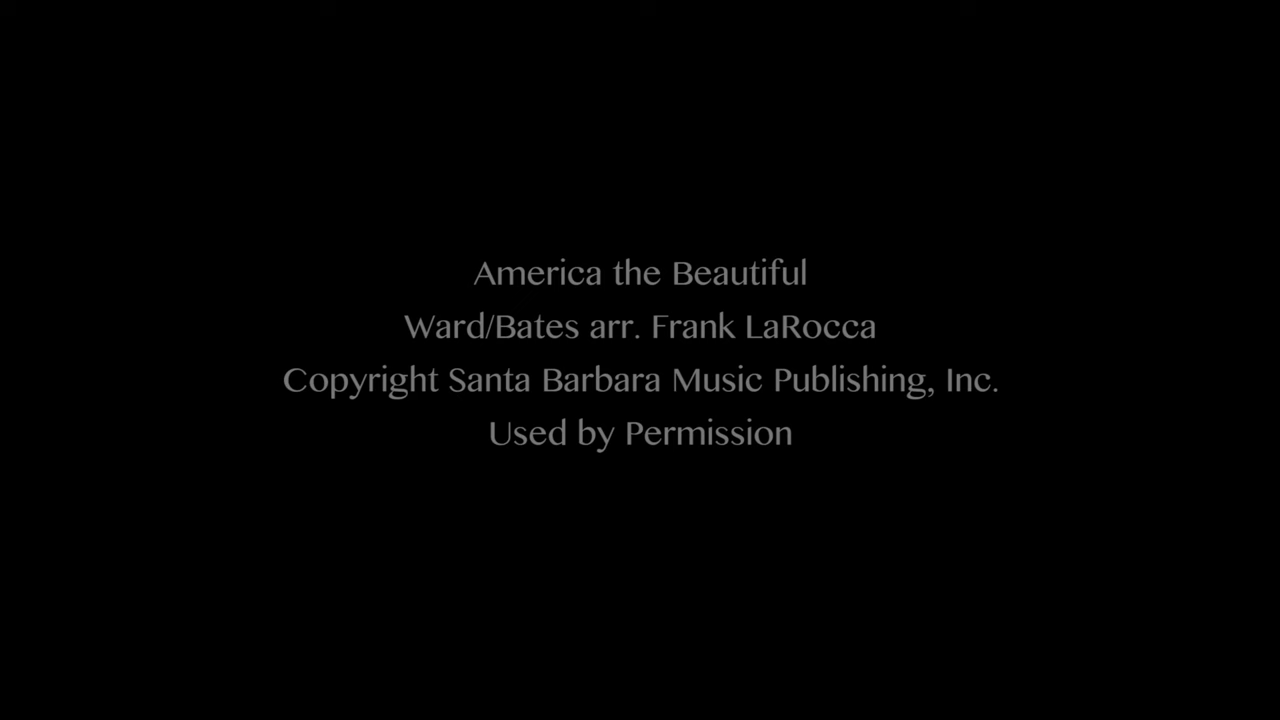 America the Beautiful
Ward/Bates arr. Frank LaRocca
Copyright Santa Barbara Music Publishing, Inc.
Used by Permission